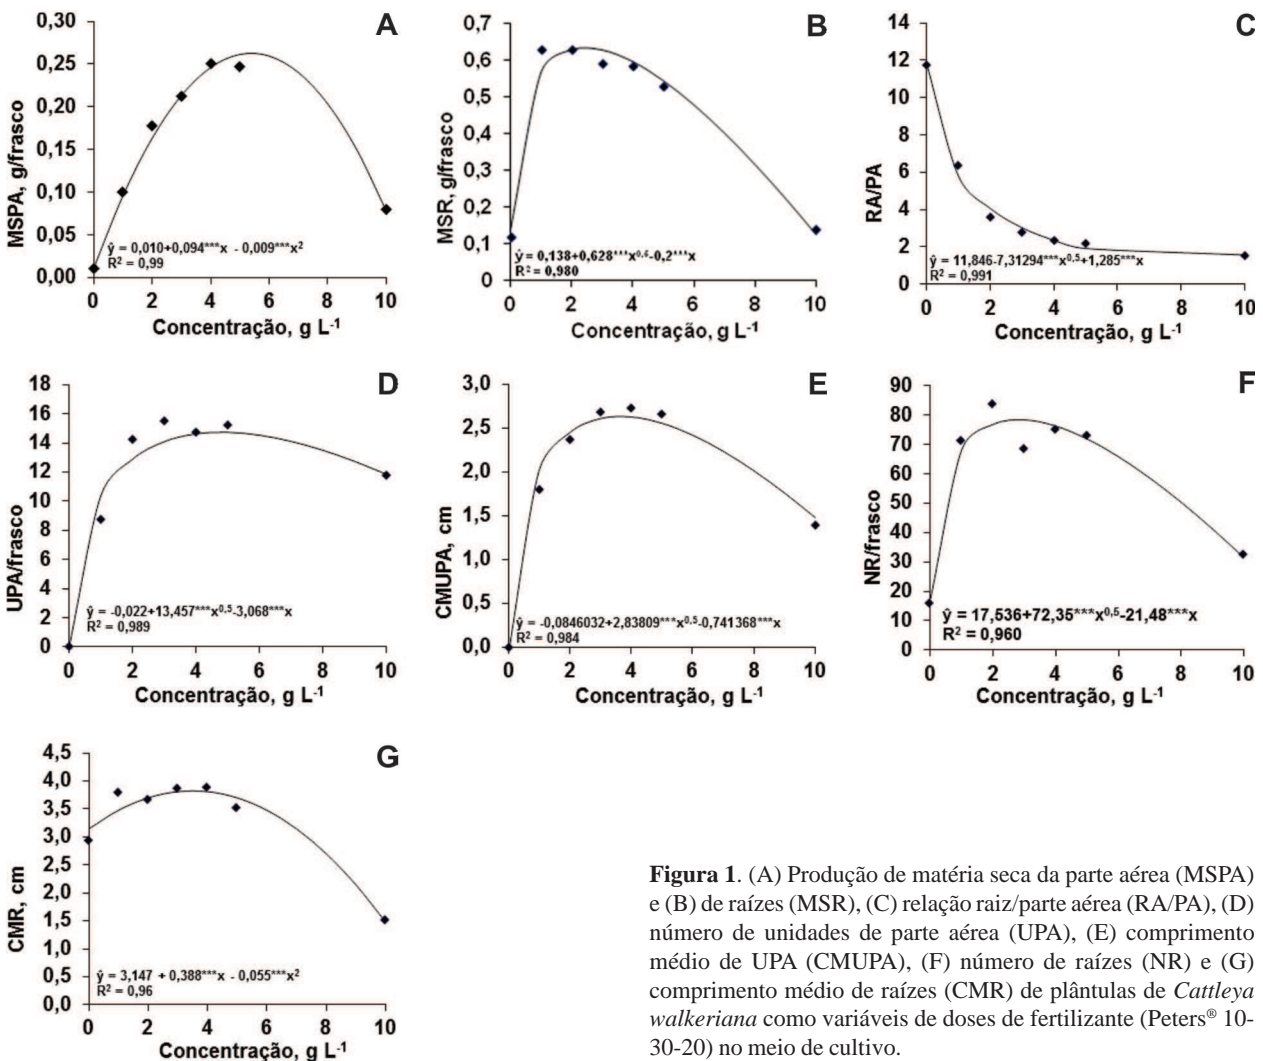 A
MSPA, g/frasco
0,30
0,25
0,20
0,15
0,10
0,05
0,00
ŷ = 0,010+0,094***x - 0,009***x²
R² = 0,99
0 2 4 6 8 10
Concentração, g L⁻¹
B
MSR, g/frasco
0,7
0,6
0,5
0,4
0,3
0,2
0,1
0
ŷ = 0,138+0,628***x⁰,⁵-0,2***x
R² = 0,980
0 2 4 6 8 10
Concentração, g L⁻¹
C
RA/PA
14
12
10
8
6
4
2
0
ŷ = 11,846-7,31294***x⁰,⁵+1,285***x
R² = 0,991
0 2 4 6 8 10
Concentração, g L⁻¹
D
UPA/frasco
18
16
14
12
10
8
6
4
2
0
ŷ = -0,022+13,457***x⁰,⁵-3,068***x
R² = 0,989
0 2 4 6 8 10
Concentração, g L⁻¹
E
CMUPA, cm
3,0
2,5
2,0
1,5
1,0
0,5
0,0
ŷ = -0,0846032+2,83809***x⁰,⁵-0,741368***x
R² = 0,984
0 2 4 6 8 10
Concentração, g L⁻¹
F
NR/frasco
90
80
70
60
50
40
30
20
10
0
ŷ = 17,536+72,35***x⁰,⁵-21,48***x
R² = 0,960
0 2 4 6 8 10
Concentração, g L⁻¹
G
CMR, cm
4,5
4,0
3,5
3,0
2,5
2,0
1,5
1,0
0,5
0,0
ŷ = 3,147 + 0,388***x - 0,055***x²
R² = 0,96
0 2 4 6 8 10
Concentração, g L⁻¹
Figura 1. (A) Produção de matéria seca da parte aérea (MSPA)
e (B) de raízes (MSR), (C) relação raiz/parte aérea (RA/PA), (D)
número de unidades de parte aérea (UPA), (E) comprimento
médio de UPA (CMUPA), (F) número de raízes (NR) e (G)
comprimento médio de raízes (CMR) de plântulas de Cattleya
walkeriana como variáveis de doses de fertilizante (Peters® 10-
30-20) no meio de cultivo.